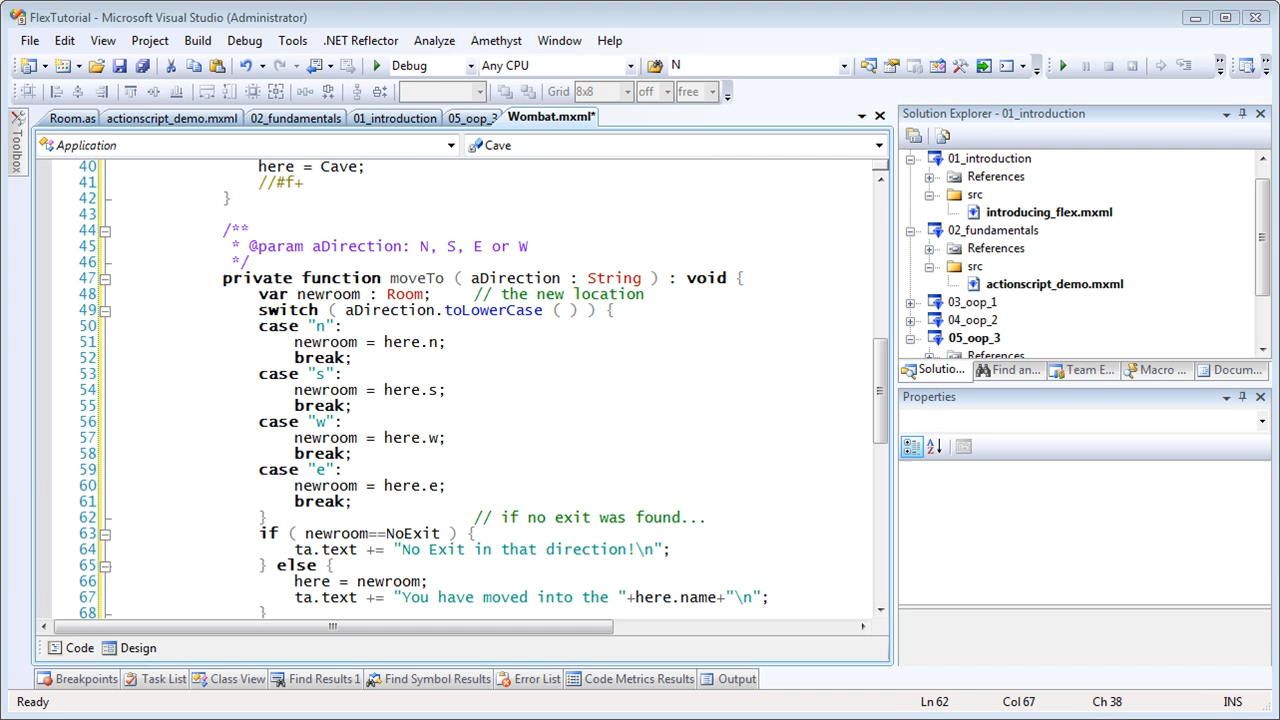 FlexTutorial - Microsoft Visual Studio (Administrator)
File Edit View Project Build Debug Tools .NET Reflector Analyze Amethyst Window Help
Debug Any CPU N
Grid 8x8 off free
Room.as actionscript_demo.mxml 02_fundamentals 01_introduction 05_oop_3 Wombat.mxml*
Application Cave
Toolbox
40 here = Cave;
41 //#f+
42 }
43
44 /**
45 * @param aDirection: N, S, E or W
46 */
47 private function moveTo ( aDirection : String ) : void {
48 var newroom : Room; // the new location
49 switch ( aDirection.toLowerCase ( ) ) {
50 case "n":
51 newroom = here.n;
52 break;
53 case "s":
54 newroom = here.s;
55 break;
56 case "w":
57 newroom = here.w;
58 break;
59 case "e":
60 newroom = here.e;
61 break;
62 } // if no exit was found...
63 if ( newroom==NoExit ) {
64 ta.text += "No Exit in that direction!\n";
65 } else {
66 here = newroom;
67 ta.text += "You have moved into the "+here.name+"\n";
68 }
Code Design
Solution Explorer - 01_introduction
01_introduction
References
src
introducing_flex.mxml
02_fundamentals
References
src
actionscript_demo.mxml
03_oop_1
04_oop_2
05_oop_3
References
Solutio... Find an... Team E... Macro ... Docum...
Properties
Breakpoints Task List Class View Find Results 1 Find Symbol Results Error List Code Metrics Results Output
Ready Ln 62 Col 67 Ch 38 INS